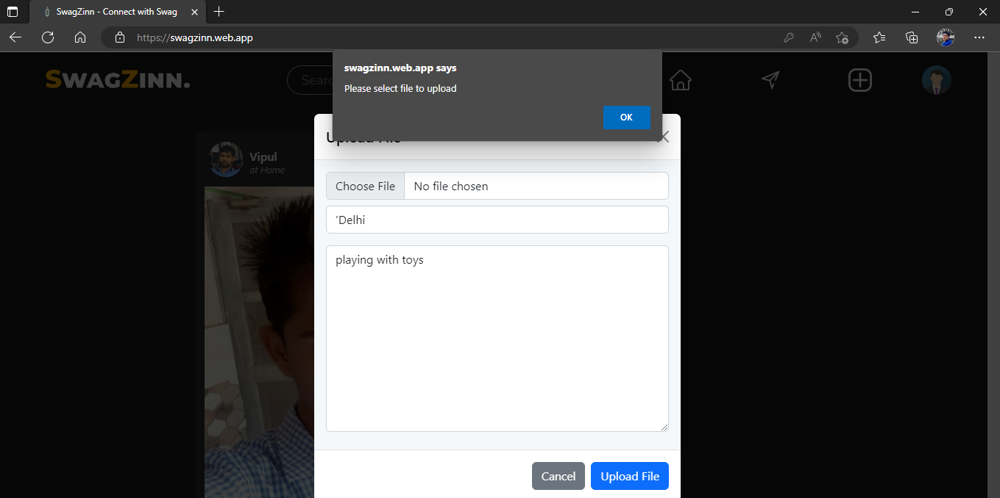 SwagZinn - Connect with Swag
https://swagzinn.web.app
swagzinn.web.app says
Please select file to upload
OK
SWAGZINN.
Searc
Upload File
Vipul
at Home
Choose File No file chosen
'Delhi
playing with toys
Cancel Upload File